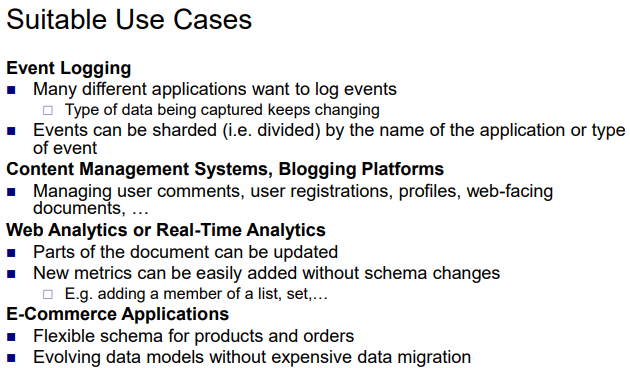 Suitable Use Cases
Event Logging
Many different applications want to log events
Type of data being captured keeps changing
Events can be sharded (i.e. divided) by the name of the application or type
of event
Content Management Systems, Blogging Platforms
Managing user comments, user registrations, profiles, web-facing
documents, …
Web Analytics or Real-Time Analytics
Parts of the document can be updated
New metrics can be easily added without schema changes
E.g. adding a member of a list, set,…
E-Commerce Applications
Flexible schema for products and orders
Evolving data models without expensive data migration